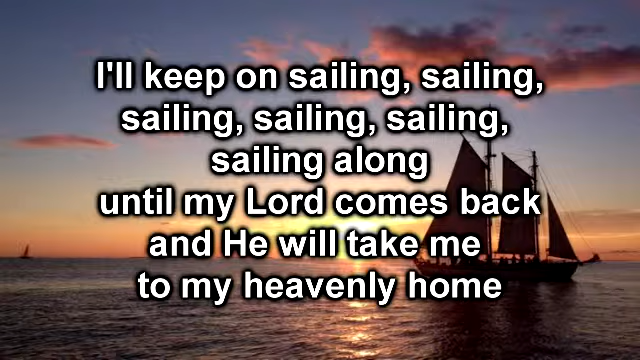 I'll keep on sailing, sailing,
sailing, sailing, sailing,
sailing along
until my Lord comes back
and He will take me
to my heavenly home